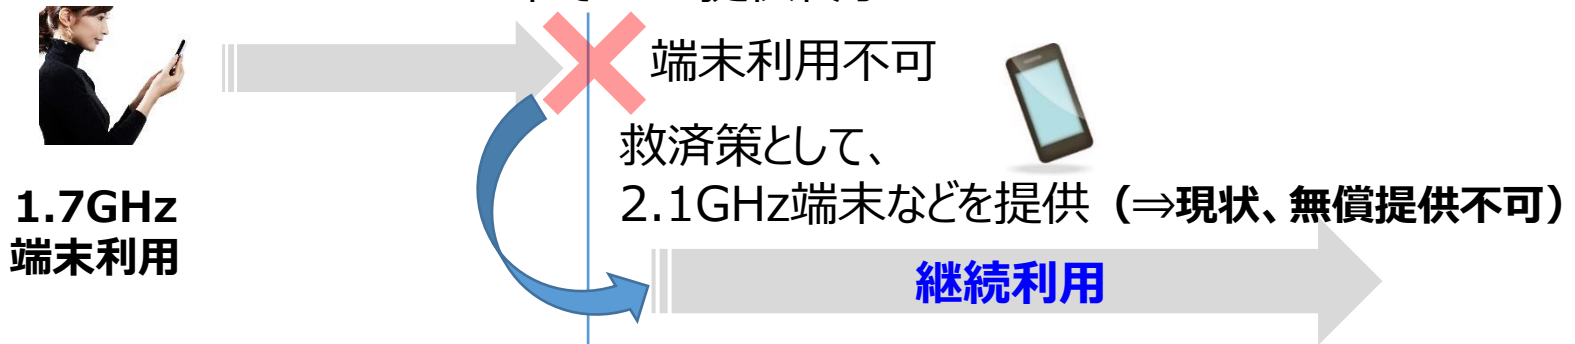 端末利用不可
救済策として、
2.1GHz端末などを提供（⇒現状、無償提供不可）
1.7GHz
端末利用
継続利用